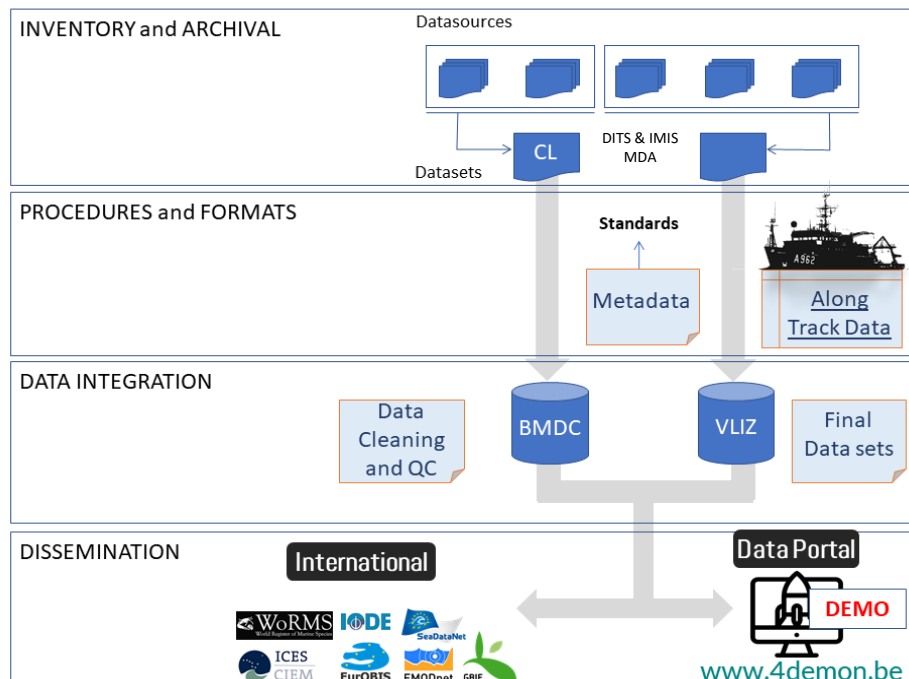 INVENTORY and ARCHIVAL
Datasources
CL
DITS & IMIS
MDA
Datasets
PROCEDURES and FORMATS
Standards
A962
Metadata
Along
Track Data
DATA INTEGRATION
Data
Cleaning
and QC
BMDC
VLIZ
Final
Data sets
DISSEMINATION
International
Data Portal
DEMO
WoRMS
World Register of Marine Species
IODE
SeaDataNet
ICES
CIEM
EurOBIS
EMODnet
GBIF
www.4demon.be